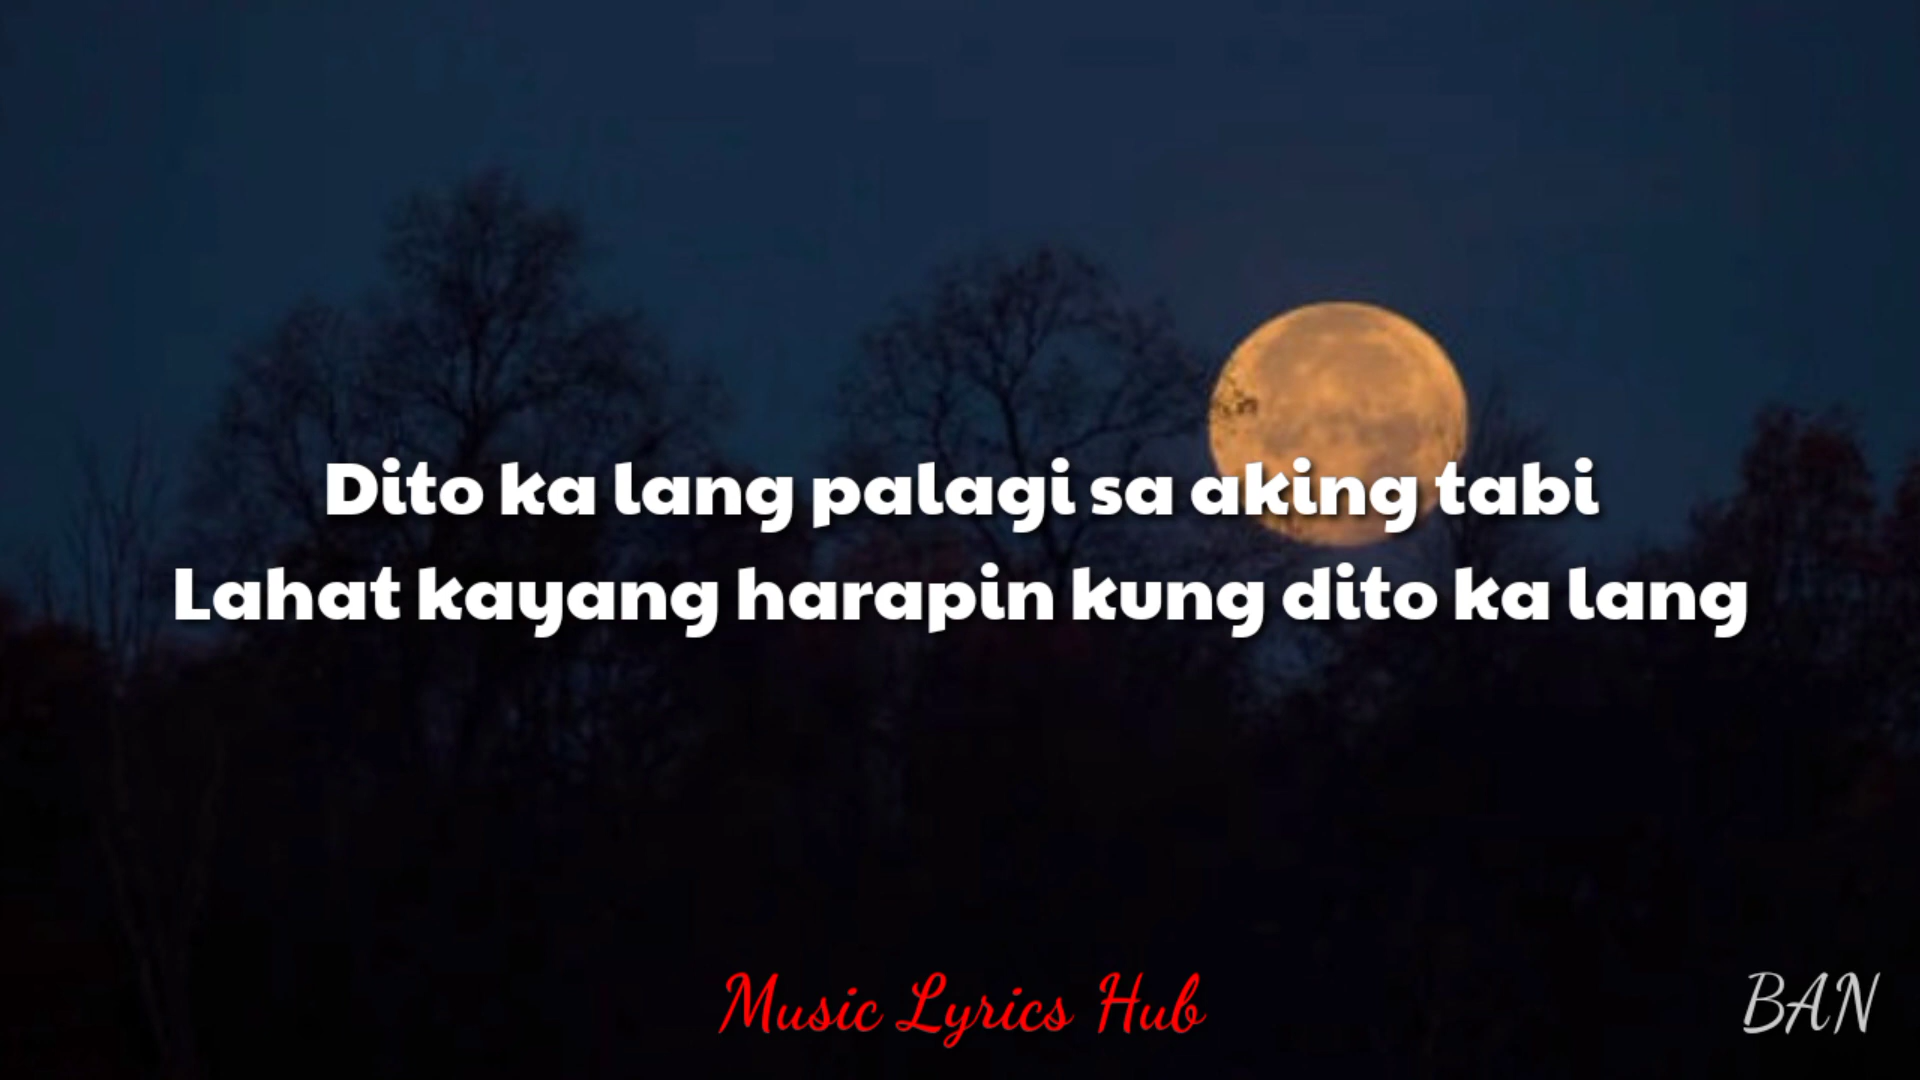 Dito ka lang palagi sa aking tabi
Lahat kayang harapin kung dito ka lang
Music Lyrics Hub
BAN